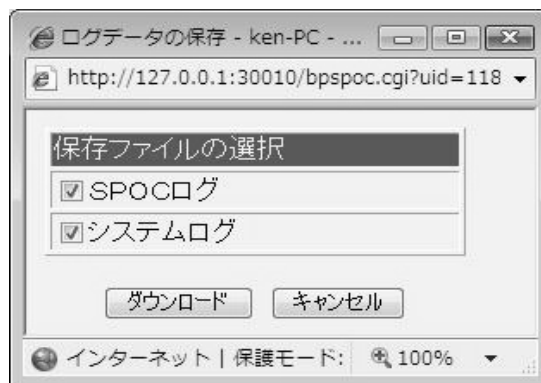 ログデータの保存 - ken-PC - ...
http://127.0.0.1:30010/bpspoc.cgi?uid=118
保存ファイルの選択
SPOCログ
システムログ
ダウンロード キャンセル
インターネット | 保護モード: 100%